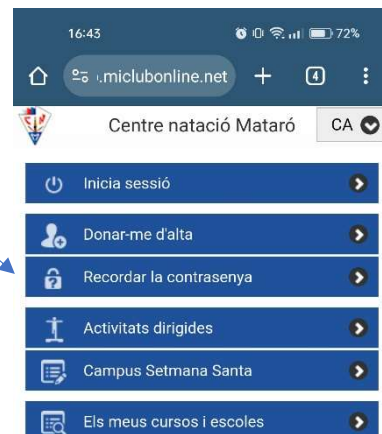 16:43 72%
.miclubonline.net 4
Centre natació Mataró CA
Inicia sessió
Donar-me d'alta
Recordar la contrasenya
Activitats dirigides
Campus Setmana Santa
Els meus cursos i escoles